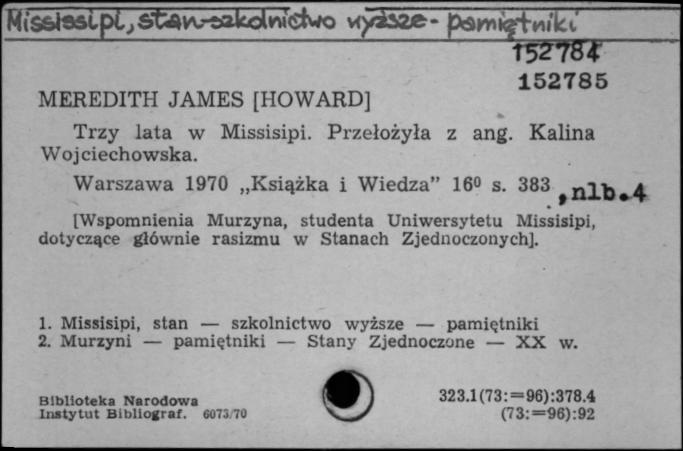 Mississipi, stan-szkolnictwo wyższe - pamiętniki
152784
152785
MEREDITH JAMES [HOWARD]
Trzy lata w Missisipi. Przełożyła z ang. Kalina
Wojciechowska.
Warszawa 1970 „Książka i Wiedza” 16⁰ s. 383 , nlb. 4
[Wspomnienia Murzyna, studenta Uniwersytetu Missisipi,
dotyczące głównie rasizmu w Stanach Zjednoczonych].
1. Missisipi, stan — szkolnictwo wyższe — pamiętniki
2. Murzyni — pamiętniki — Stany Zjednoczone — XX w.
Biblioteka Narodowa
Instytut Bibliograf. 6073/70
323.1(73:=96):378.4
(73:=96):92